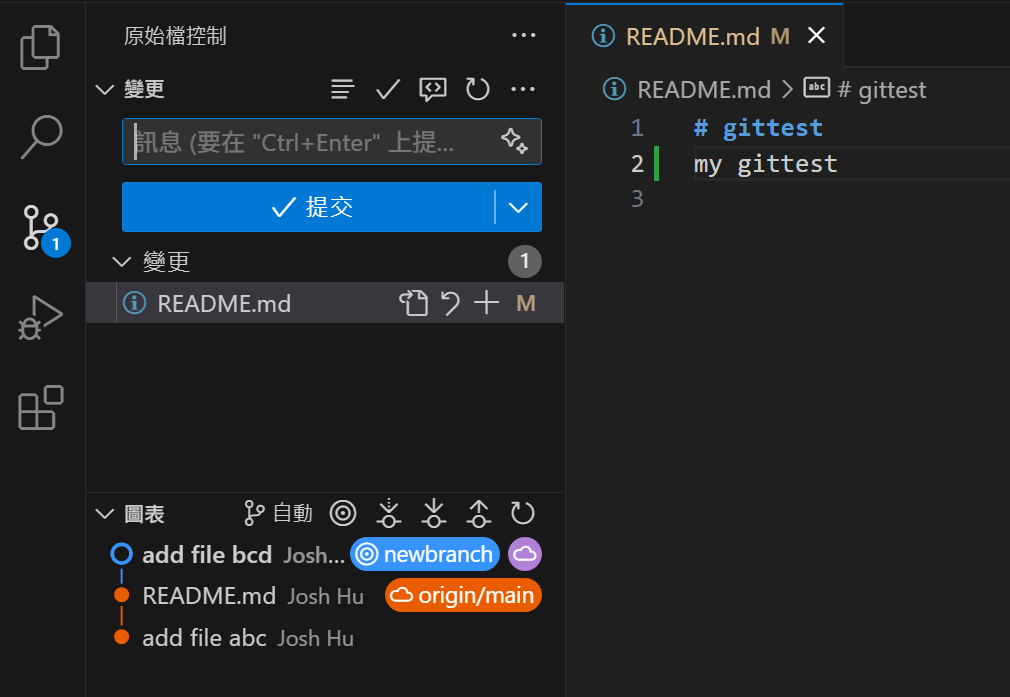 原始檔控制
變更
訊息 (要在 "Ctrl+Enter" 上提...
提交
變更 1
README.md M
1
圖表 自動
add file bcd Josh... newbranch
README.md Josh Hu origin/main
add file abc Josh Hu
README.md M
README.md > abc # gittest
1 # gittest
2 my gittest
3